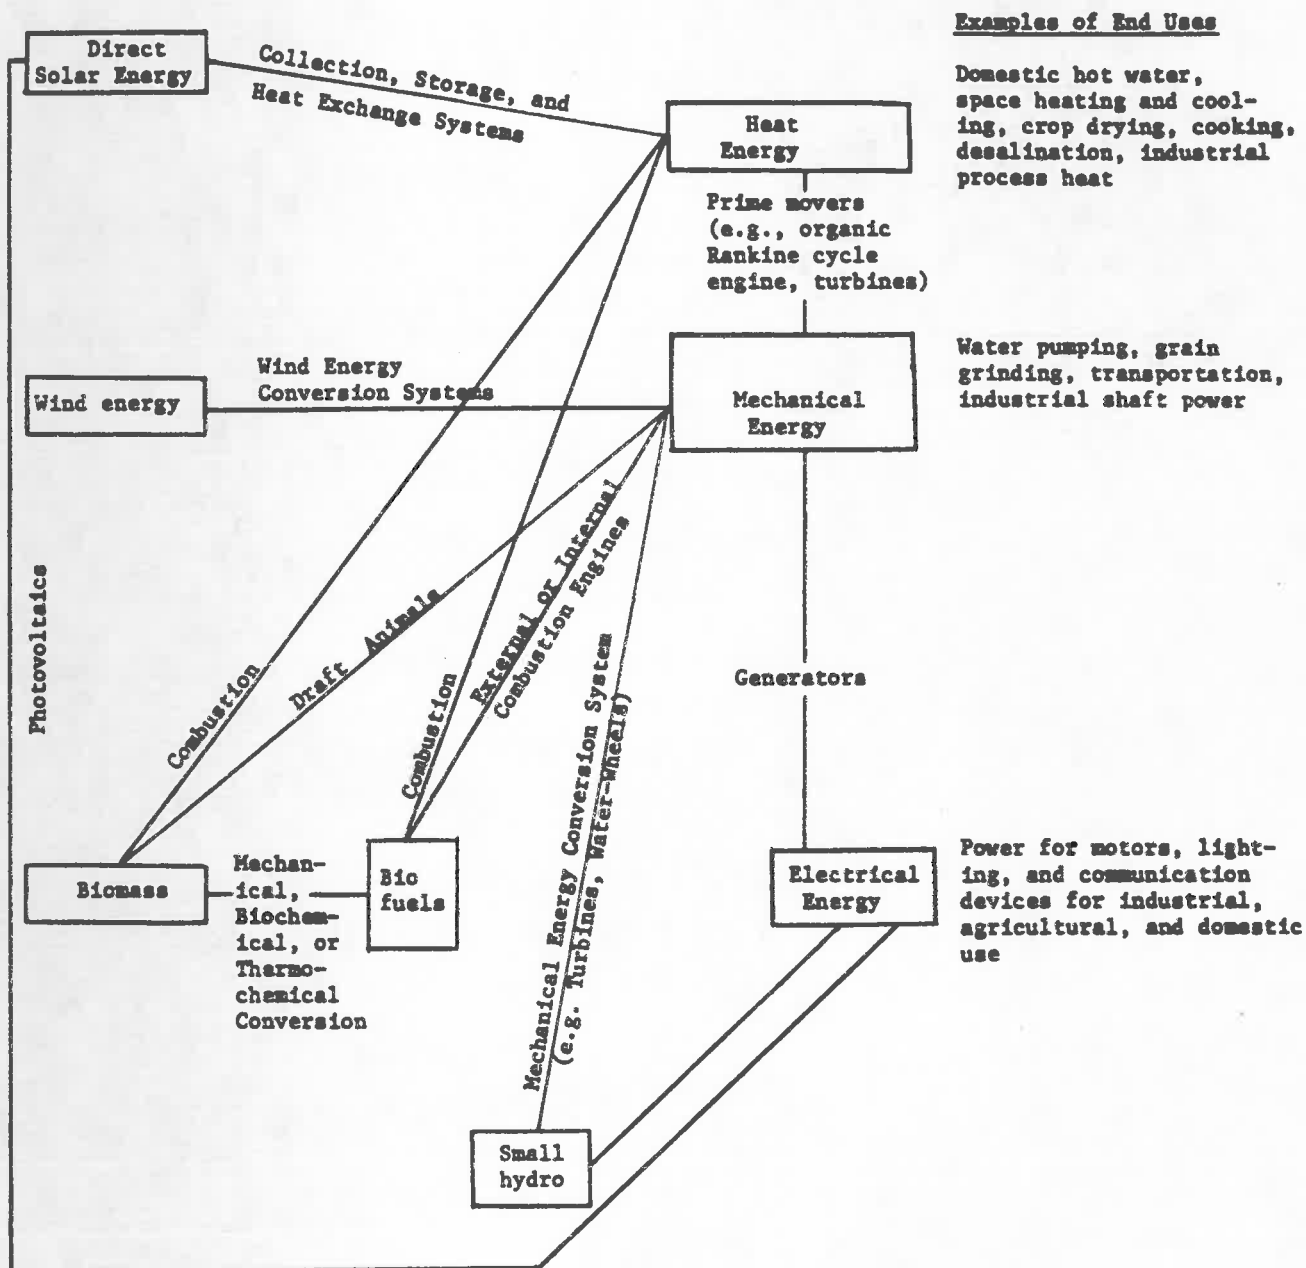 Examples of End Uses
Direct
Solar Energy
Collection, Storage, and
Heat Exchange Systems
Heat
Energy
Domestic hot water,
space heating and cool-
ing, crop drying, cooking,
desalination, industrial
process heat
Prime movers
(e.g., organic
Rankine cycle
engine, turbines)
Wind energy
Wind Energy
Conversion Systems
Mechanical
Energy
Water pumping, grain
grinding, transportation,
industrial shaft power
Photovoltaics
Combustion
Draft Animals
Combustion
External or Internal
Combustion Engines
Mechanical Energy Conversion System
(e.g. Turbines, Water-Wheels)
Generators
Biomass
Mechan-
ical,
Biochem-
ical, or
Thermo-
chemical
Conversion
Bio
fuels
Electrical
Energy
Power for motors, light-
ing, and communication
devices for industrial,
agricultural, and domestic
use
Small
hydro